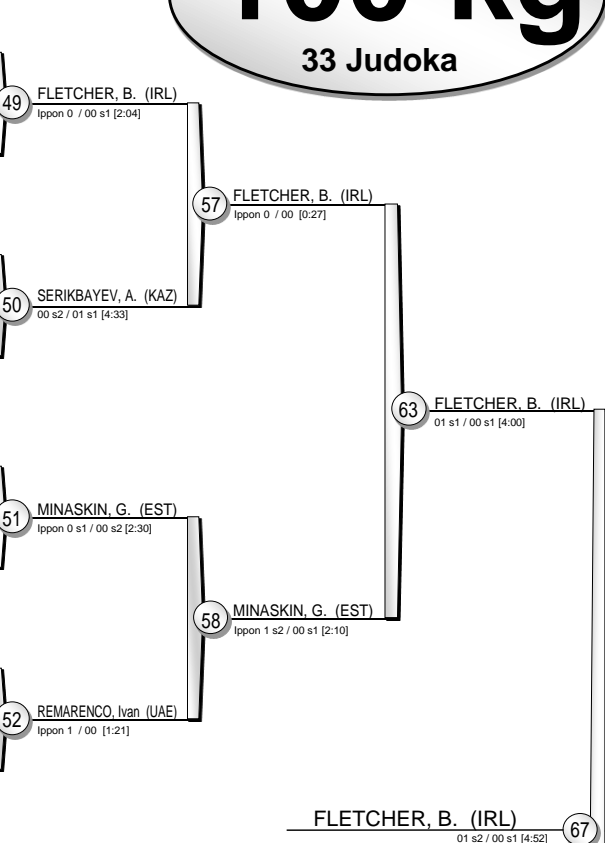 100 kg
33 Judoka
49
FLETCHER, B. (IRL)
Ippon 0 / 00 s1 [2:04]
57
FLETCHER, B. (IRL)
Ippon 0 / 00 [0:27]
50
SERIKBAYEV, A. (KAZ)
00 s2 / 01 s1 [4:33]
63
FLETCHER, B. (IRL)
01 s1 / 00 s1 [4:00]
51
MINASKIN, G. (EST)
Ippon 0 s1 / 00 s2 [2:30]
58
MINASKIN, G. (EST)
Ippon 1 s2 / 00 s1 [2:10]
52
REMARENCO, Ivan (UAE)
Ippon 1 / 00 [1:21]
FLETCHER, B. (IRL)
67
01 s2 / 00 s1 [4:52]